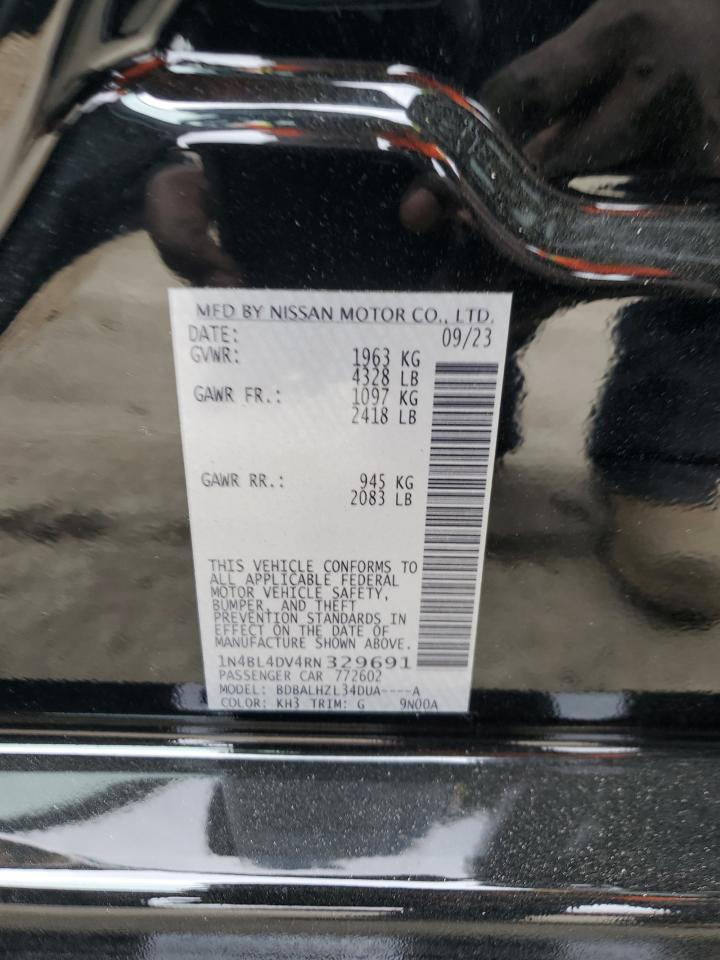 MFD BY NISSAN MOTOR CO., LTD.
DATE: 09/23
GVWR: 1963 KG
4328 LB
GAWR FR.: 1097 KG
2418 LB
GAWR RR.: 945 KG
2083 LB
THIS VEHICLE CONFORMS TO
ALL APPLICABLE FEDERAL
MOTOR VEHICLE SAFETY,
BUMPER, AND THEFT
PREVENTION STANDARDS IN
EFFECT ON THE DATE OF
MANUFACTURE SHOWN ABOVE.
1N4BL4DV4RN 329691
PASSENGER CAR 772602
MODEL: BDBALHZL34DUA----A
COLOR: KH3 TRIM: G 9N00A